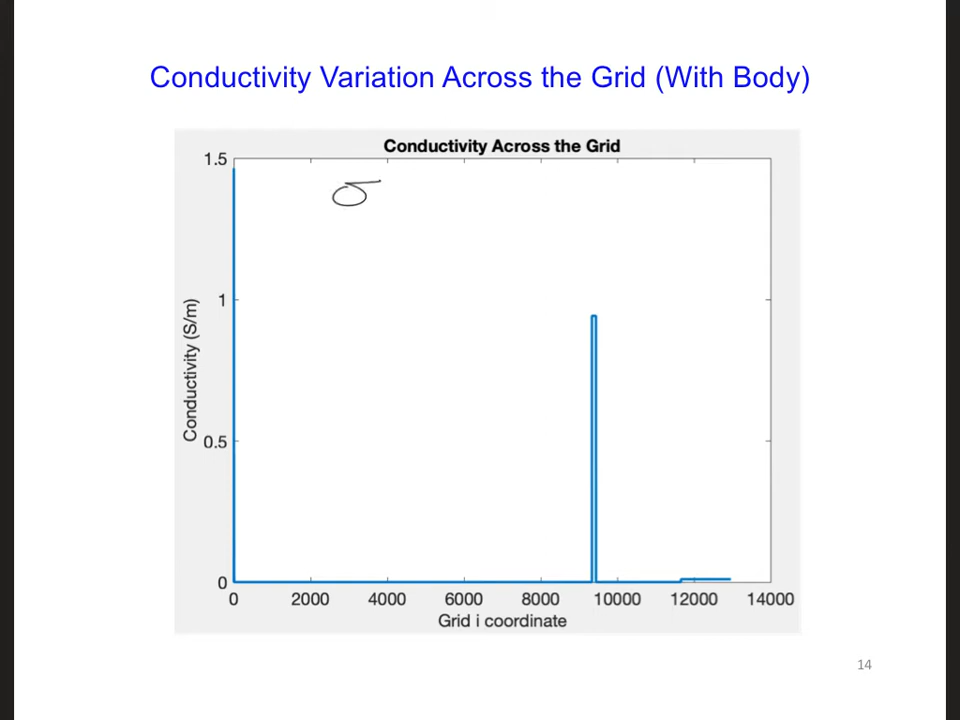 Conductivity Variation Across the Grid (With Body)
Conductivity Across the Grid
σ
1.5
1
0.5
0
Conductivity (S/m)
0 2000 4000 6000 8000 10000 12000 14000
Grid i coordinate
14